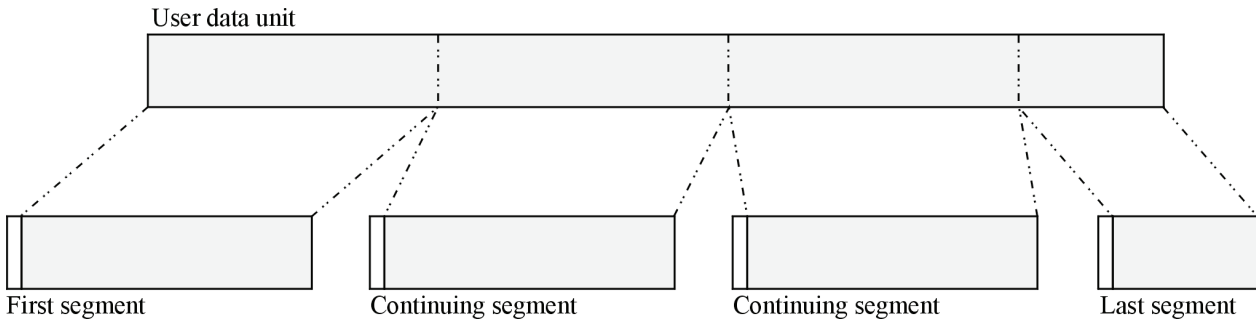 User data unit
First segment
Continuing segment
Continuing segment
Last segment